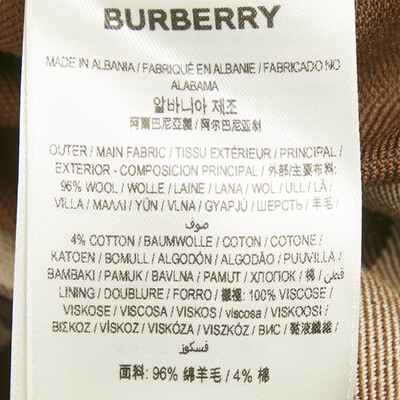 BURBERRY
MADE IN ALBANIA / FABRIQUÉ EN ALBANIE / FABRICADO NO
ALABAMA
알바니아 제조
阿爾巴尼亞製 / 阿尔巴尼亚制
OUTER / MAIN FABRIC / TISSU EXTÉRIEUR / PRINCIPAL /
EXTERIOR - COMPOSICION PRINCIPAL / 外部/主要布料:
96% WOOL / WOLLE / LAINE / LANA / WOL / ULL / LÃ /
VILLA / ΜΑΛΛΙ / YÜN / VLNA / GYAPJÚ / ШЕРСТЬ / 羊毛 /
صوف /
4% COTTON / BAUMWOLLE / COTON / COTONE /
KATOEN / BOMULL / ALGODÓN / ALGODÃO / PUUVILLA /
BAMBAKI / PAMUK / BAVLNA / PAMUT / ХЛОПОК / 棉 / قطن /
LINING / DOUBLURE / FORRO / 襯裡: 100% VISCOSE /
VISKOSE / VISCOSA / VISKOS / viscosa / VISKOOSI /
ΒΙΣΚΟΖ / VİSKOZ / VISKÓZA / VISZKÓZ / ВИС / 黏液纖維 /
فسكوز /
面料: 96% 绵羊毛 / 4% 棉